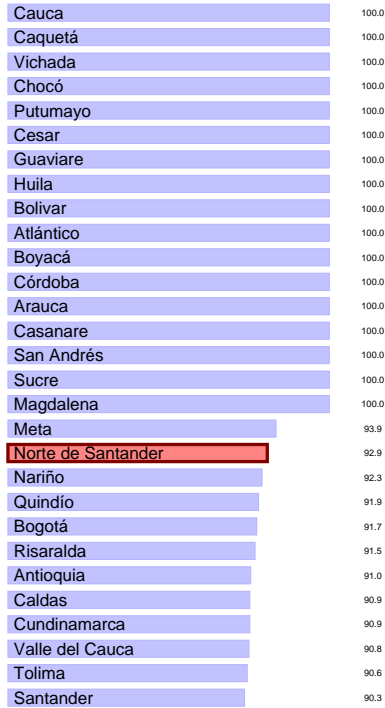 Cauca 100.0
Caquetá 100.0
Vichada 100.0
Chocó 100.0
Putumayo 100.0
Cesar 100.0
Guaviare 100.0
Huila 100.0
Bolivar 100.0
Atlántico 100.0
Boyacá 100.0
Córdoba 100.0
Arauca 100.0
Casanare 100.0
San Andrés 100.0
Sucre 100.0
Magdalena 100.0
Meta 93.9
Norte de Santander 92.9
Nariño 92.3
Quindío 91.9
Bogotá 91.7
Risaralda 91.5
Antioquia 91.0
Caldas 90.9
Cundinamarca 90.9
Valle del Cauca 90.8
Tolima 90.6
Santander 90.3